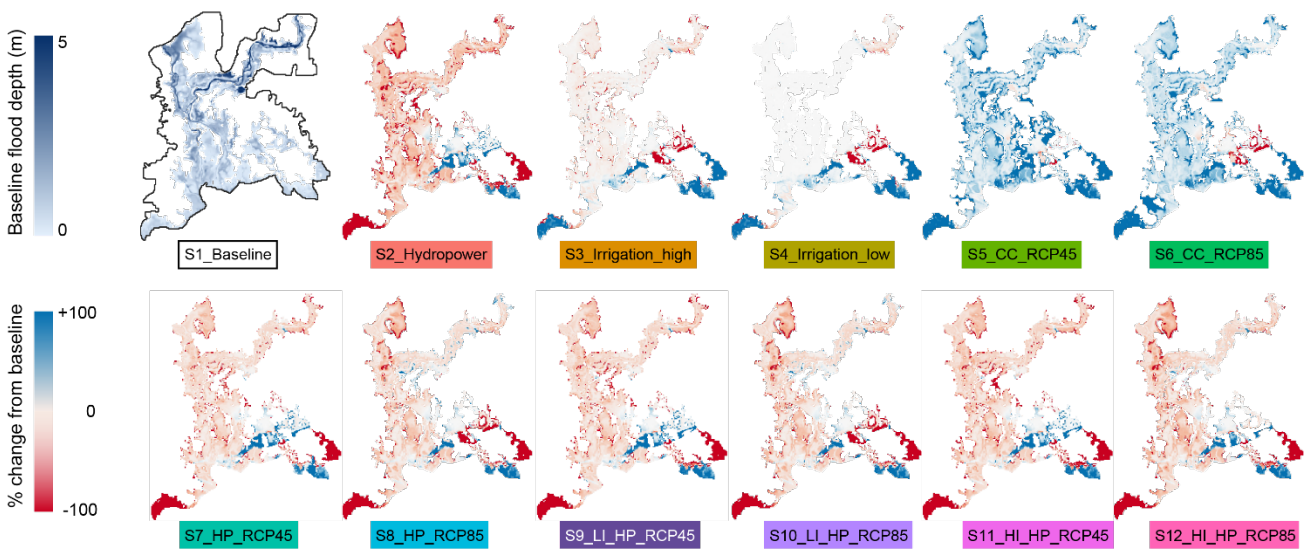 Baseline flood depth (m)
5
0
S1_Baseline
S2_Hydropower
S3_Irrigation_high
S4_Irrigation_low
S5_CC_RCP45
S6_CC_RCP85
% change from baseline
+100
0
-100
S7_HP_RCP45
S8_HP_RCP85
S9_LI_HP_RCP45
S10_LI_HP_RCP85
S11_HI_HP_RCP45
S12_HI_HP_RCP85